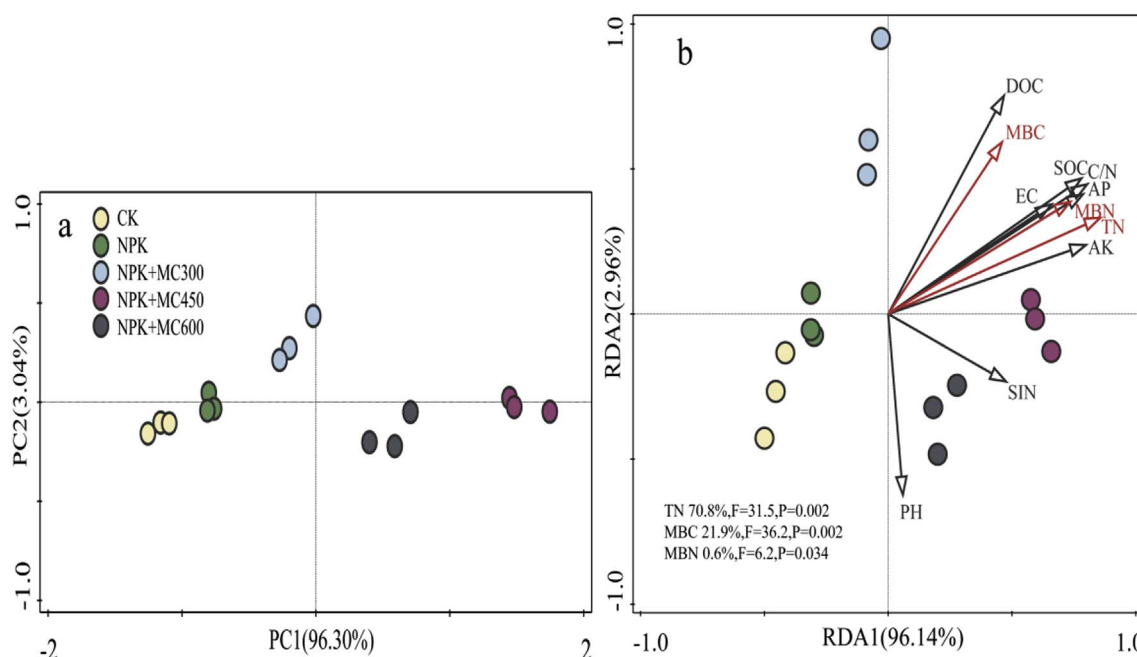 a
1.0
CK
NPK
NPK+MC300
NPK+MC450
NPK+MC600
PC2(3.04%)
-1.0
-2
PC1(96.30%)
2
b
1.0
DOC
MBC
SOC C/N
EC
AP
MBN
TN
AK
RDA2(2.96%)
SIN
PH
TN 70.8%,F=31.5,P=0.002
MBC 21.9%,F=36.2,P=0.002
MBN 0.6%,F=6.2,P=0.034
-1.0
-1.0
RDA1(96.14%)
1.0